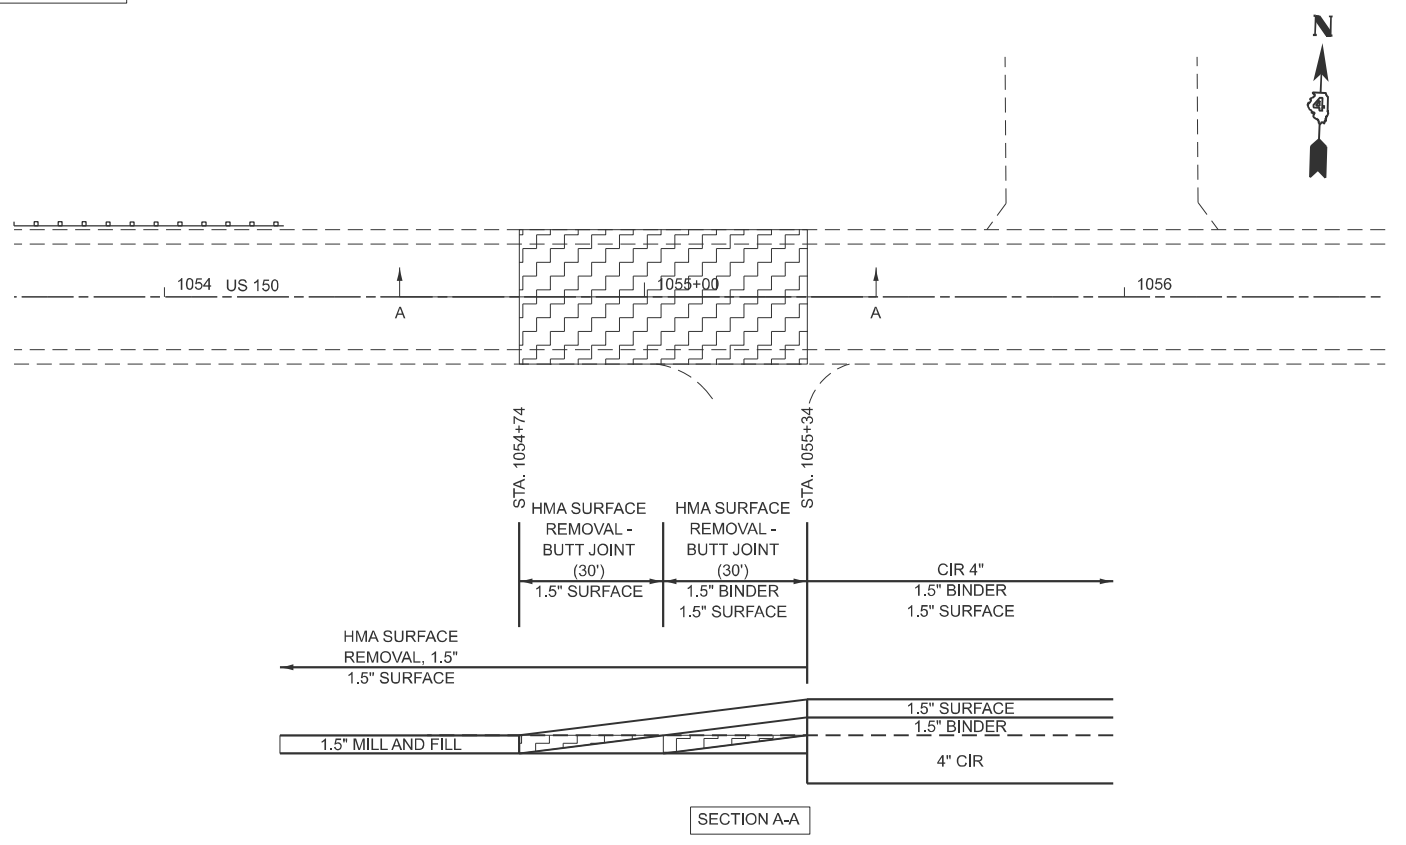 N
4
1054 US 150
1055+00
1056
A
A
STA. 1054+74
STA. 1055+34
HMA SURFACE
REMOVAL -
BUTT JOINT
(30')
1.5" SURFACE
HMA SURFACE
REMOVAL -
BUTT JOINT
(30')
1.5" BINDER
1.5" SURFACE
CIR 4"
1.5" BINDER
1.5" SURFACE
HMA SURFACE
REMOVAL, 1.5"
1.5" SURFACE
1.5" SURFACE
1.5" BINDER
1.5" MILL AND FILL
4" CIR
SECTION A-A